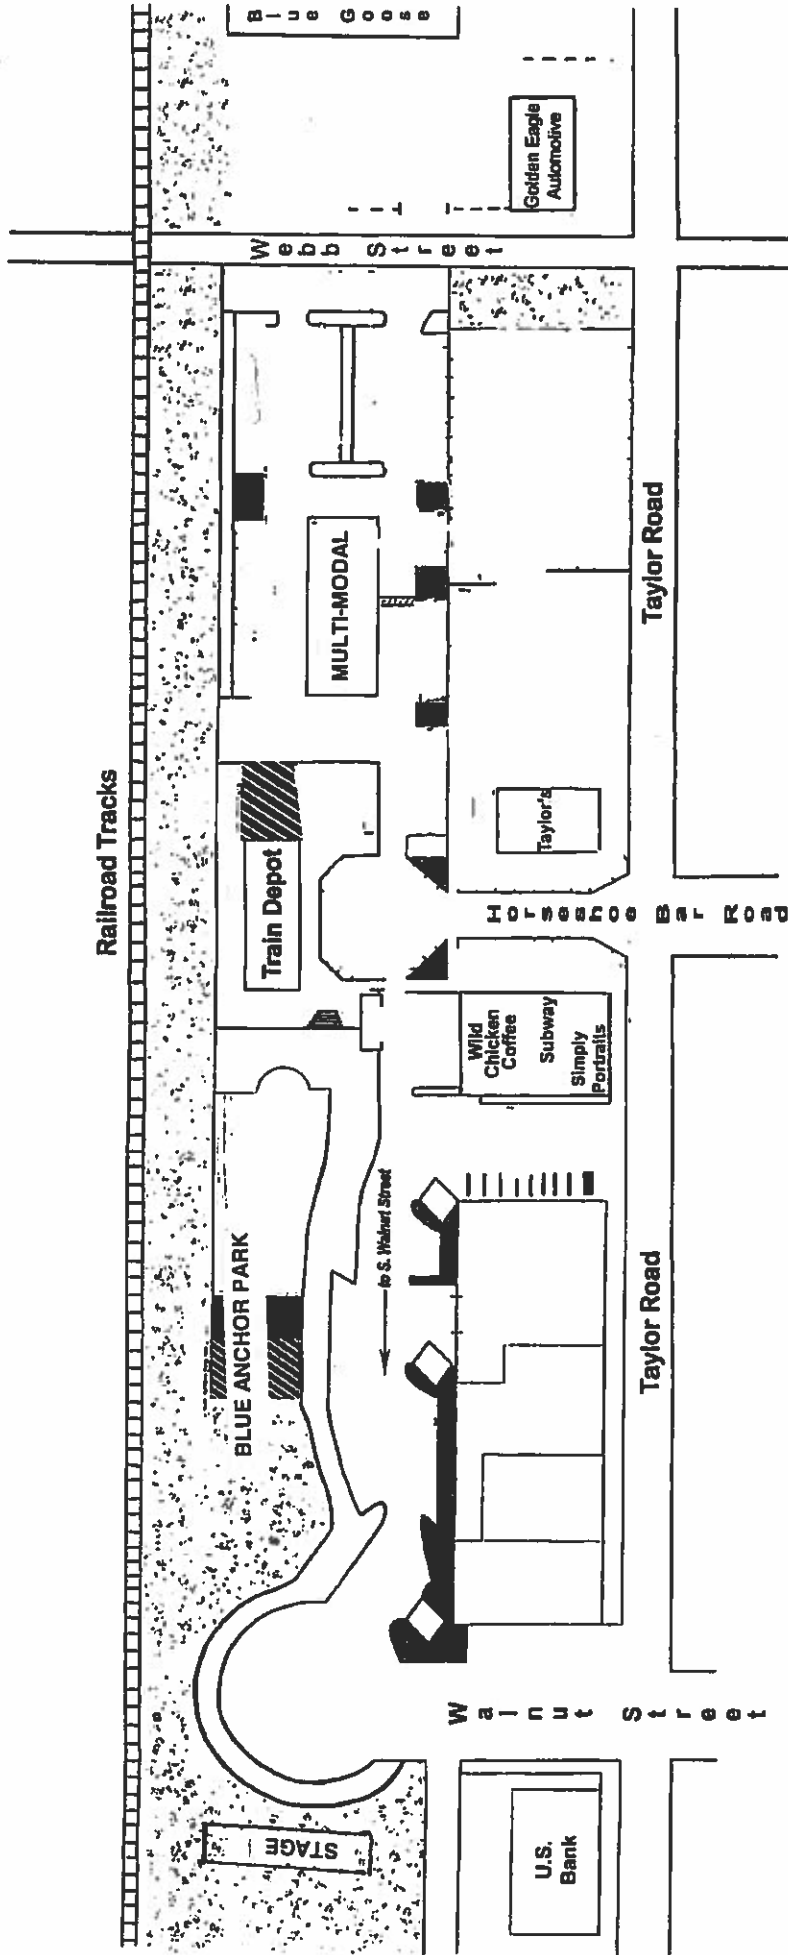 Railroad Tracks
Blue Goose
Golden Eagle
Automotive
Webb Street
MULTI-MODAL
Taylor Road
Train Depot
Taylor's
Horseshoe Bar Road
Wild
Chicken
Coffee
Subway
Simply
Portraits
BLUE ANCHOR PARK
to S. Walnut Street
Taylor Road
Walnut Street
STAGE
U.S.
Bank